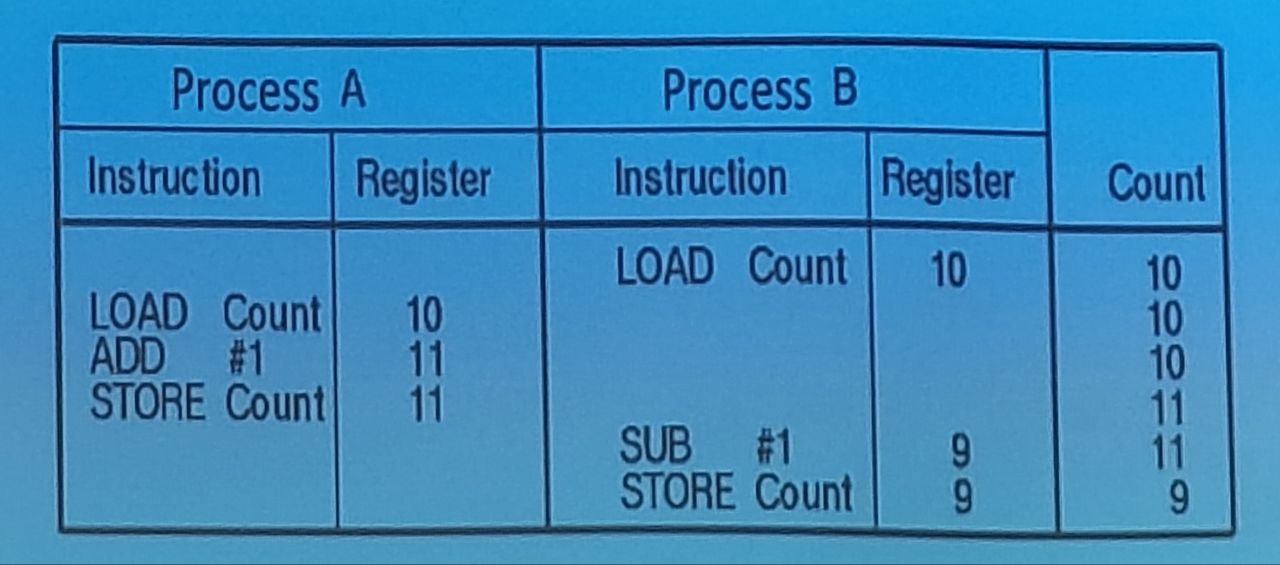 Process A Process B
Instruction Register Instruction Register Count
LOAD Count 10 10
LOAD Count 10 10
ADD #1 11 10
STORE Count 11 11
SUB #1 9 11
STORE Count 9 9